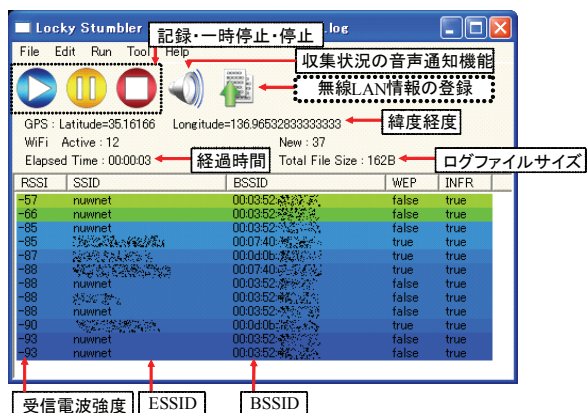 Locky Stumbler
.log
記録・一時停止・停止
File Edit Run Tool Help
収集状況の音声通知機能
無線LAN情報の登録
GPS : Latitude=35.16166 Longitude=136.96532833333333
緯度経度
WiFi Active : 12 New : 37
Elapsed Time : 00:00:03
経過時間
Total File Size : 162B
ログファイルサイズ
RSSI SSID BSSID WEP INFR
-57 nuwnet 00:03:52: false true
-66 nuwnet 00:03:52: false true
-85 nuwnet 00:03:52: false true
-85 00:07:40: true true
-87 00:0d:0b: true true
-88 00:07:40: true true
-88 nuwnet 00:03:52: false true
-88 00:03:52: false true
-88 nuwnet 00:03:52: false true
-90 00:0d:0b: true true
-93 nuwnet 00:03:52: false true
-93 nuwnet 00:03:52: false true
受信電波強度
ESSID
BSSID